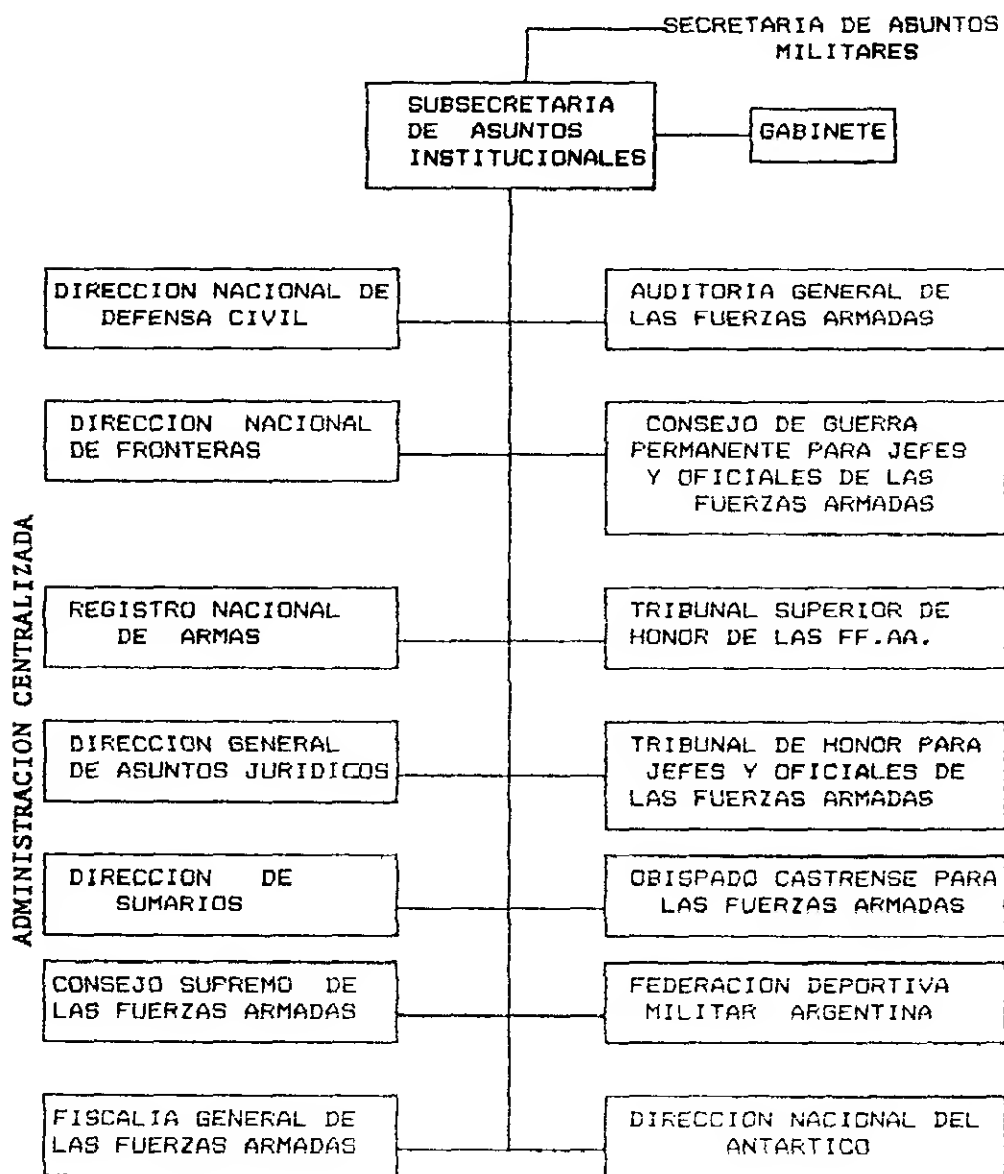 SECRETARIA DE ASUNTOS
MILITARES
SUBSECRETARIA
DE ASUNTOS
INSTITUCIONALES
GABINETE
DIRECCION NACIONAL DE
DEFENSA CIVIL
AUDITORIA GENERAL DE
LAS FUERZAS ARMADAS
DIRECCION NACIONAL
DE FRONTERAS
CONSEJO DE GUERRA
PERMANENTE PARA JEFES
Y OFICIALES DE LAS
FUERZAS ARMADAS
ADMINISTRACION CENTRALIZADA
REGISTRO NACIONAL
DE ARMAS
TRIBUNAL SUPERIOR DE
HONOR DE LAS FF.AA.
DIRECCION GENERAL
DE ASUNTOS JURIDICOS
TRIBUNAL DE HONOR PARA
JEFES Y OFICIALES DE
LAS FUERZAS ARMADAS
DIRECCION DE
SUMARIOS
OBISPADO CASTRENSE PARA
LAS FUERZAS ARMADAS
CONSEJO SUPREMO DE
LAS FUERZAS ARMADAS
FEDERACION DEPORTIVA
MILITAR ARGENTINA
FISCALIA GENERAL DE
LAS FUERZAS ARMADAS
DIRECCION NACIONAL DEL
ANTARTICO